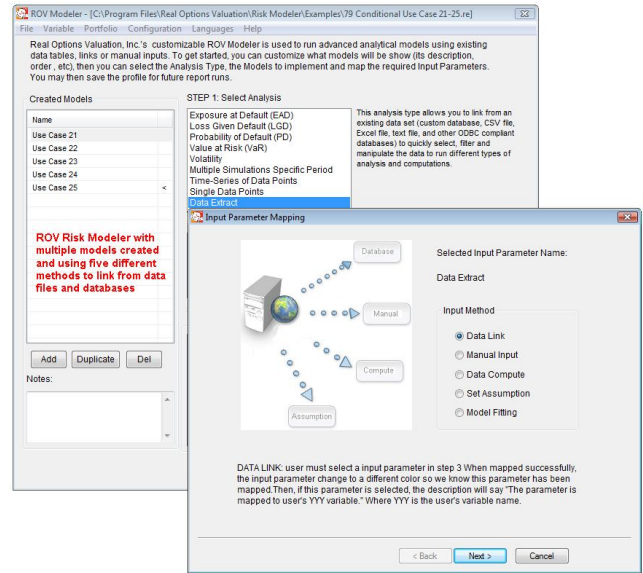 ROV Modeler - [C:\Program Files\Real Options Valuation\Risk Modeler\Examples\79 Conditional Use Case 21-25.re]
File Variable Portfolio Configuration Languages Help
Real Options Valuation, Inc.'s customizable ROV Modeler is used to run advanced analytical models using existing
data tables, links or manual inputs. To get started, you can customize what models will be show (its description,
order , etc), then you can select the Analysis Type, the Models to implement and map the required Input Parameters.
You may then save the profile for future report runs.
Created Models
Name
Use Case 21
Use Case 22
Use Case 23
Use Case 24
Use Case 25 <
ROV Risk Modeler with
multiple models created
and using five different
methods to link from data
files and databases
Add Duplicate Del
Notes:
STEP 1: Select Analysis
Exposure at Default (EAD)
Loss Given Default (LGD)
Probability of Default (PD)
Value at Risk (VaR)
Volatility
Multiple Simulations Specific Period
Time-Series of Data Points
Single Data Points
Data Extract
This analysis type allows you to link from an
existing data set (custom database, CSV file,
Excel file, text file, and other ODBC compliant
databases) to quickly select, filter and
manipulate the data to run different types of
analysis and computations.
Input Parameter Mapping
Database
Manual
Compute
Assumption
Selected Input Parameter Name:
Data Extract
Input Method
Data Link
Manual Input
Data Compute
Set Assumption
Model Fitting
DATA LINK: user must select a input parameter in step 3 When mapped successfully,
the input parameter change to a different color so we know this parameter has been
mapped.Then, if this parameter is selected, the description will say "The parameter is
mapped to user's YYY variable." Where YYY is the user's variable name.
< Back Next > Cancel